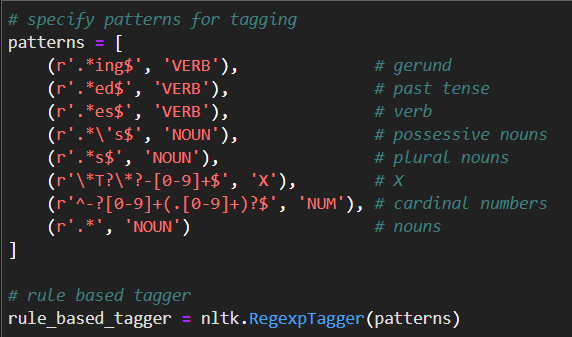 # specify patterns for tagging
patterns = [
    (r'.*ing$', 'VERB'),              # gerund
    (r'.*ed$', 'VERB'),               # past tense
    (r'.*es$', 'VERB'),               # verb
    (r'.*\'s$', 'NOUN'),              # possessive nouns
    (r'.*s$', 'NOUN'),                # plural nouns
    (r'\*T?\*?-[0-9]+$', 'X'),        # X
    (r'^-?[0-9]+(.[0-9]+)?$', 'NUM'), # cardinal numbers
    (r'.*', 'NOUN')                   # nouns
]

# rule based tagger
rule_based_tagger = nltk.RegexpTagger(patterns)